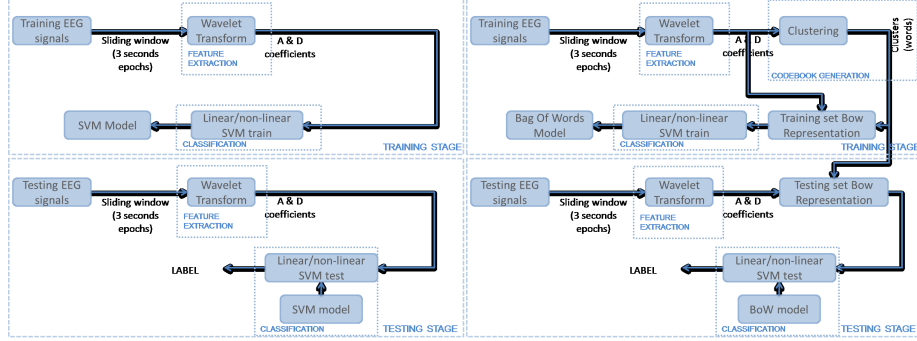 Training EEG
signals
Sliding window
(3 seconds
epochs)
Wavelet
Transform
FEATURE
EXTRACTION
A & D
coefficients
SVM Model
Linear/non-linear
SVM train
CLASSIFICATION
TRAINING STAGE
Training EEG
signals
Sliding window
(3 seconds
epochs)
Wavelet
Transform
FEATURE
EXTRACTION
A & D
coefficients
Clustering
CODEBOOK GENERATION
Clusters
(words)
Bag Of Words
Model
Linear/non-linear
SVM train
CLASSIFICATION
Training set Bow
Representation
TRAINING STAGE
Testing EEG
signals
Sliding window
(3 seconds
epochs)
Wavelet
Transform
FEATURE
EXTRACTION
A & D
coefficients
LABEL
Linear/non-linear
SVM test
SVM model
CLASSIFICATION
TESTING STAGE
Testing EEG
signals
Sliding window
(3 seconds
epochs)
Wavelet
Transform
FEATURE
EXTRACTION
A & D
coefficients
Testing set Bow
Representation
LABEL
Linear/non-linear
SVM test
BoW model
CLASSIFICATION
TESTING STAGE